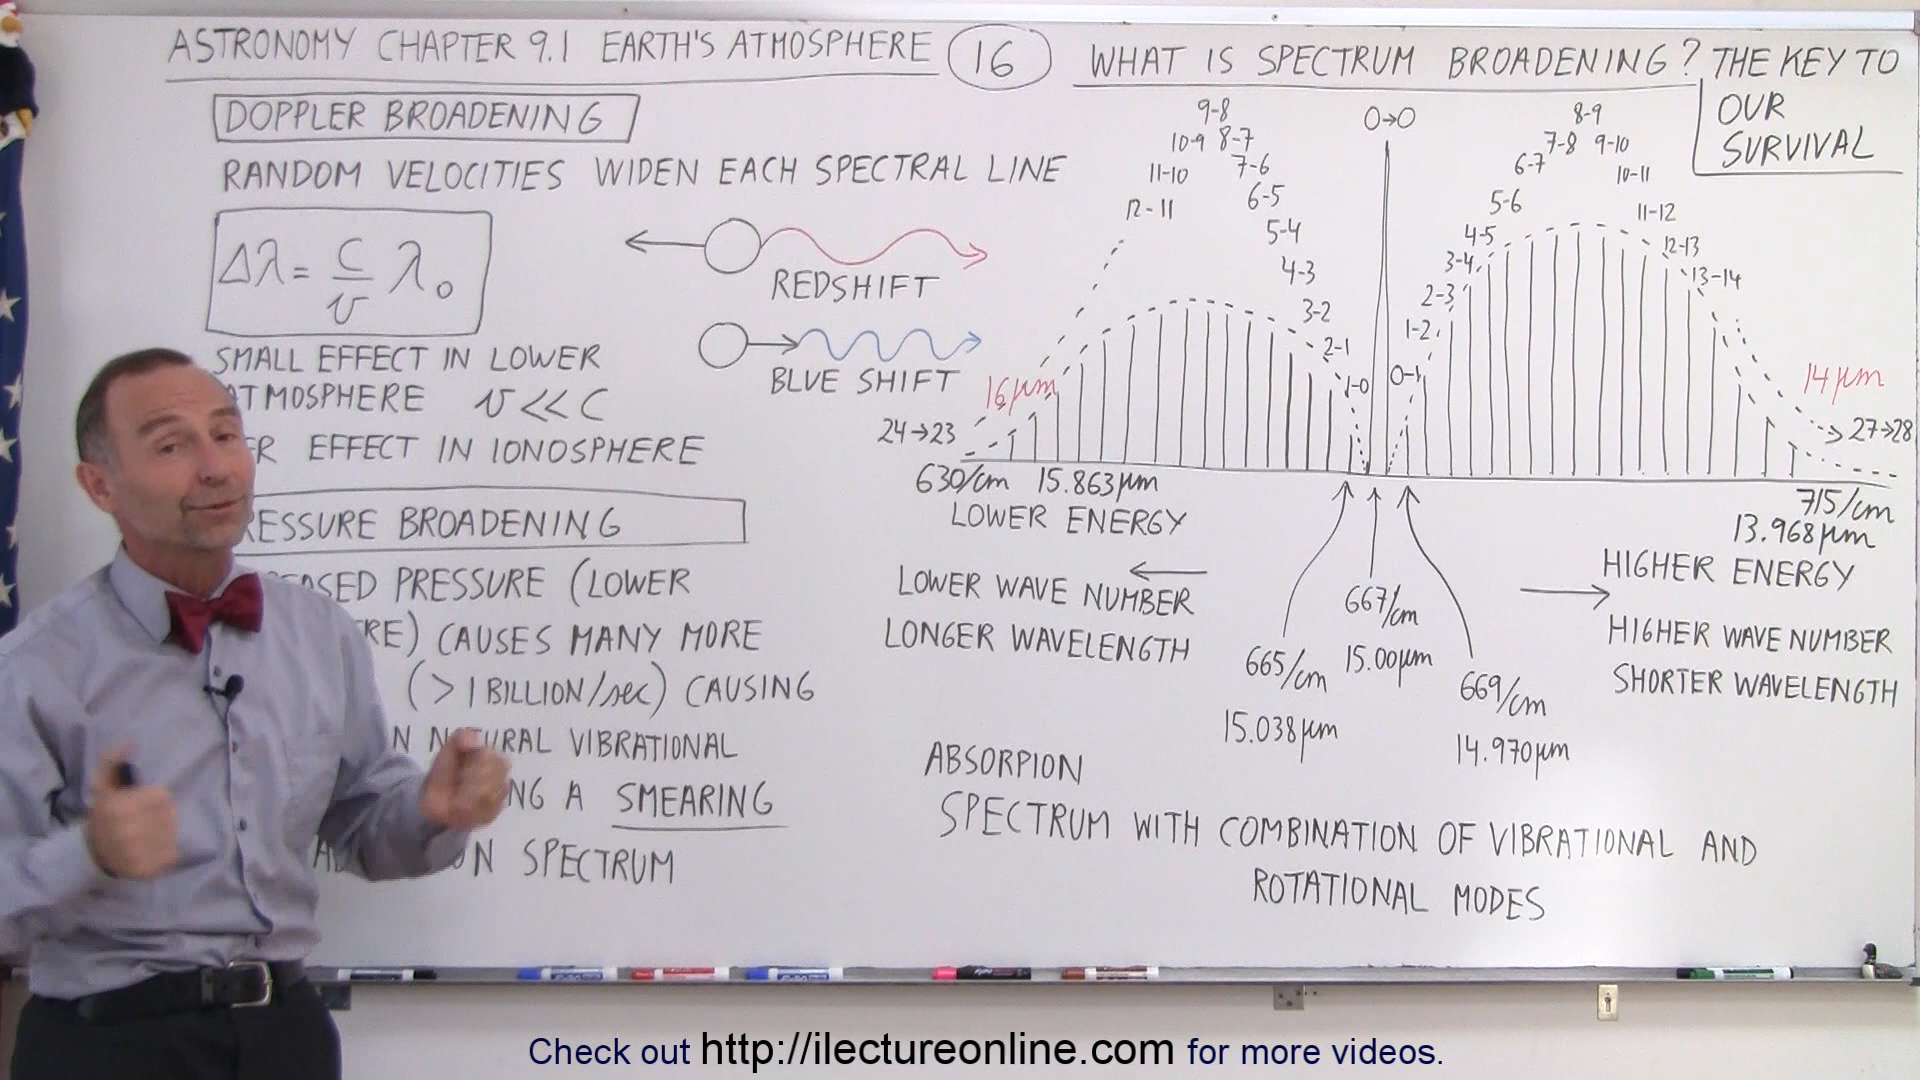 ASTRONOMY CHAPTER 9.1 EARTH'S ATMOSPHERE 16 WHAT IS SPECTRUM BROADENING? THE KEY TO
OUR
SURVIVAL
DOPPLER BROADENING
RANDOM VELOCITIES WIDEN EACH SPECTRAL LINE
Δλ = c/v λ₀
REDSHIFT
BLUE SHIFT
SMALL EFFECT IN LOWER
ATMOSPHERE v << c
EFFECT IN IONOSPHERE
PRESSURE BROADENING
PRESSURE (LOWER
CAUSES MANY MORE
(>1 BILLION/sec) CAUSING
NATURAL VIBRATIONAL
A SMEARING
SPECTRUM
9-8
10-9 8-7
11-10 7-6
12-11 6-5
5-4
4-3
3-2
2-1
1-0
0→0
8-9
7-8 9-10
6-7 10-11
5-6 11-12
4-5 12-13
3-4 13-14
2-3
1-2
0-1
16μm
14μm
24→23
27→28
630/cm 15.863μm
LOWER ENERGY
LOWER WAVE NUMBER
LONGER WAVELENGTH
665/cm
15.038μm
667/cm
15.00μm
669/cm
14.970μm
715/cm
13.968μm
HIGHER ENERGY
HIGHER WAVE NUMBER
SHORTER WAVELENGTH
ABSORPION
SPECTRUM WITH COMBINATION OF VIBRATIONAL AND
ROTATIONAL MODES
Check out http://ilectureonline.com for more videos.